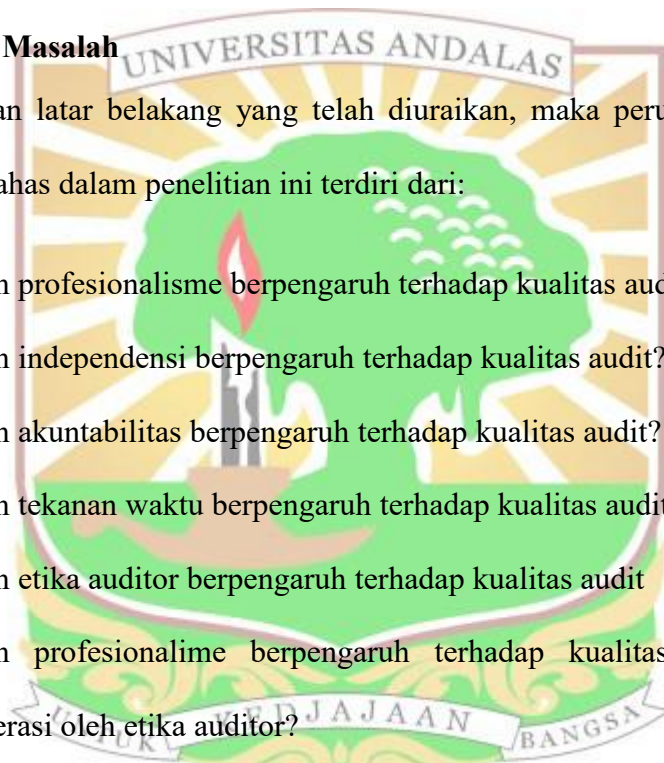 Masalah
UNIVERSITAS ANDALAS
an latar belakang yang telah diuraikan, maka peru
ahas dalam penelitian ini terdiri dari:
n profesionalisme berpengaruh terhadap kualitas aud
n independensi berpengaruh terhadap kualitas audit?
n akuntabilitas berpengaruh terhadap kualitas audit?
n tekanan waktu berpengaruh terhadap kualitas audit
n etika auditor berpengaruh terhadap kualitas audit
n profesionalime berpengaruh terhadap kualitas
erasi oleh etika auditor?
UNTUK KEDJAJAAN BANGSA